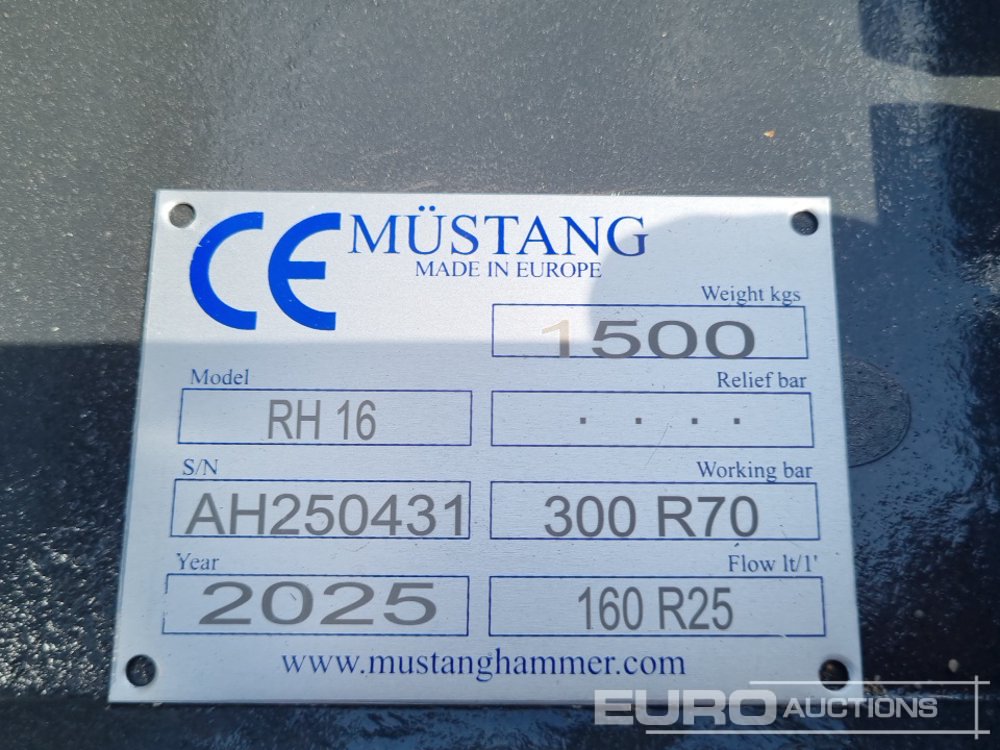 CE MÜSTANG
MADE IN EUROPE
Weight kgs
1500
Model
RH 16
Relief bar
. . . .
S/N
AH250431
Working bar
300 R70
Year
2025
Flow lt/1'
160 R25
www.mustanghammer.com
EURO AUCTIONS